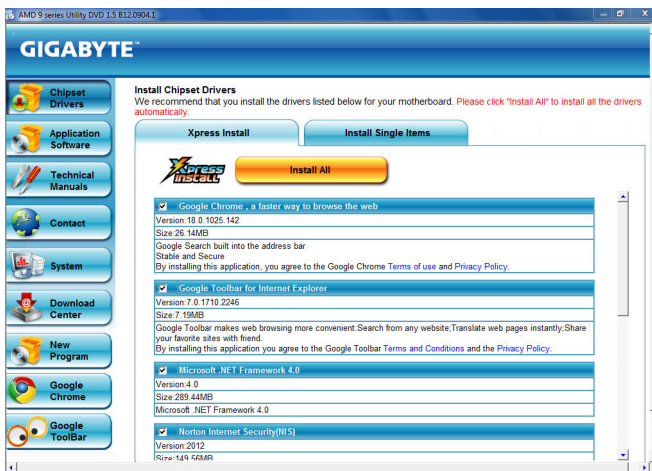 AMD 9 series Utility DVD 1.5 B12.0904.1
GIGABYTE™
Chipset
Drivers
Application
Software
Technical
Manuals
Contact
System
Download
Center
New
Program
Google
Chrome
Google
ToolBar
Install Chipset Drivers
We recommend that you install the drivers listed below for your motherboard. Please click "Install All" to install all the drivers
automatically.
Xpress Install
Install Single Items
Xpress
Install
Install All
Google Chrome , a faster way to browse the web
Version:18.0.1025.142
Size:26.14MB
Google Search built into the address bar
Stable and Secure
By installing this application, you agree to the Google Chrome Terms of use and Privacy Policy.
Google Toolbar for Internet Explorer
Version:7.0.1710.2246
Size:7.19MB
Google Toolbar makes web browsing more convenient:Search from any website;Translate web pages instantly;Share
your favorite sites with friend.
By installing this application you agree to the Google Toolbar Terms and Conditions and the Privacy Policy.
Microsoft .NET Framework 4.0
Version:4.0
Size:289.44MB
Microsoft .NET Framework 4.0
Norton Internet Security(NIS)
Version:2012
Size:149.56MB